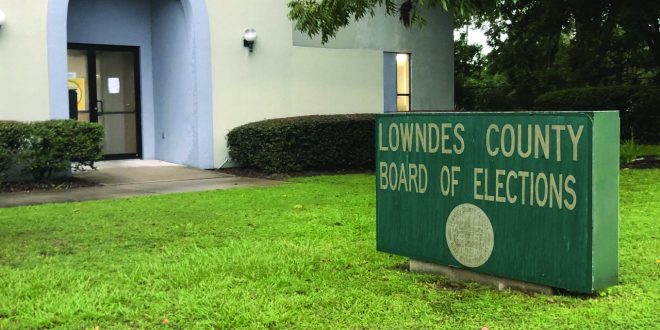 LOWNDES COUNTY
BOARD OF ELECTIONS